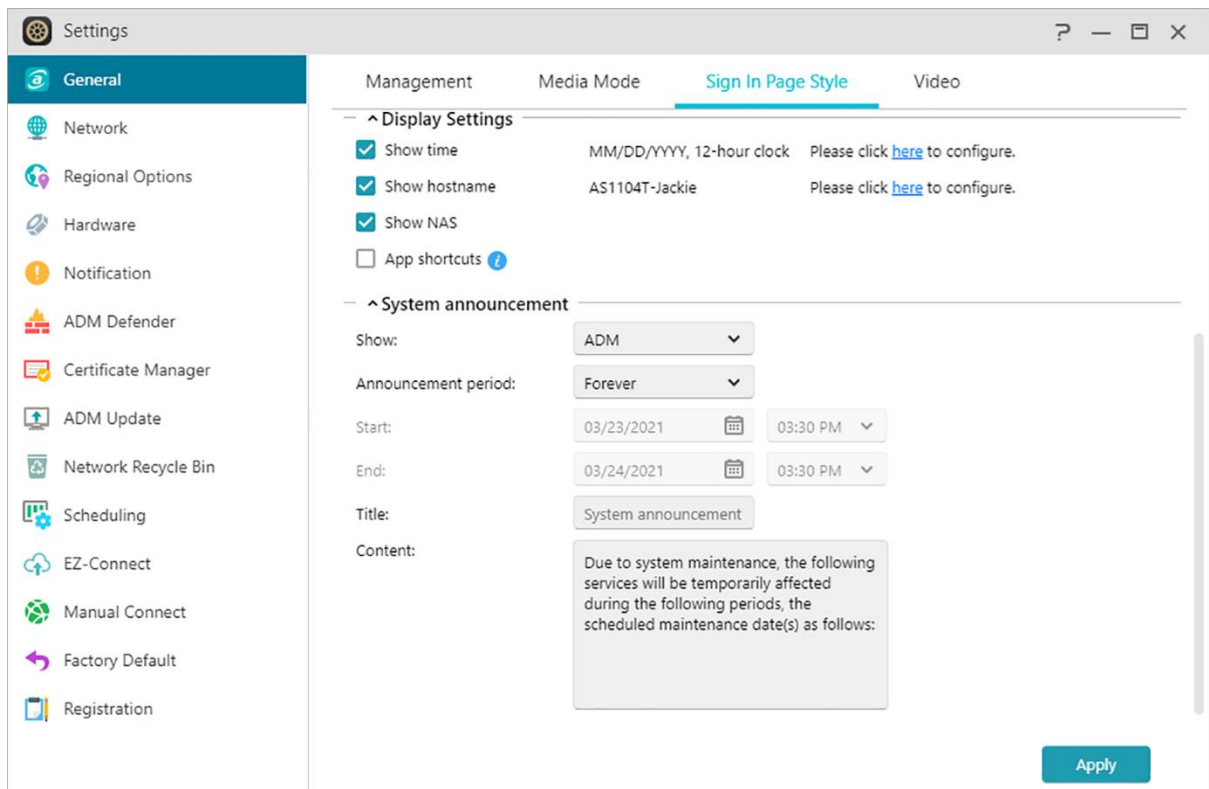 Settings
General
Network
Regional Options
Hardware
Notification
ADM Defender
Certificate Manager
ADM Update
Network Recycle Bin
Scheduling
EZ-Connect
Manual Connect
Factory Default
Registration
Management Media Mode Sign In Page Style Video
Display Settings
Show time MM/DD/YYYY, 12-hour clock Please click here to configure.
Show hostname AS1104T-Jackie Please click here to configure.
Show NAS
App shortcuts
System announcement
Show: ADM
Announcement period: Forever
Start: 03/23/2021 03:30 PM
End: 03/24/2021 03:30 PM
Title: System announcement
Content:
Due to system maintenance, the following
services will be temporarily affected
during the following periods, the
scheduled maintenance date(s) as follows:
Apply